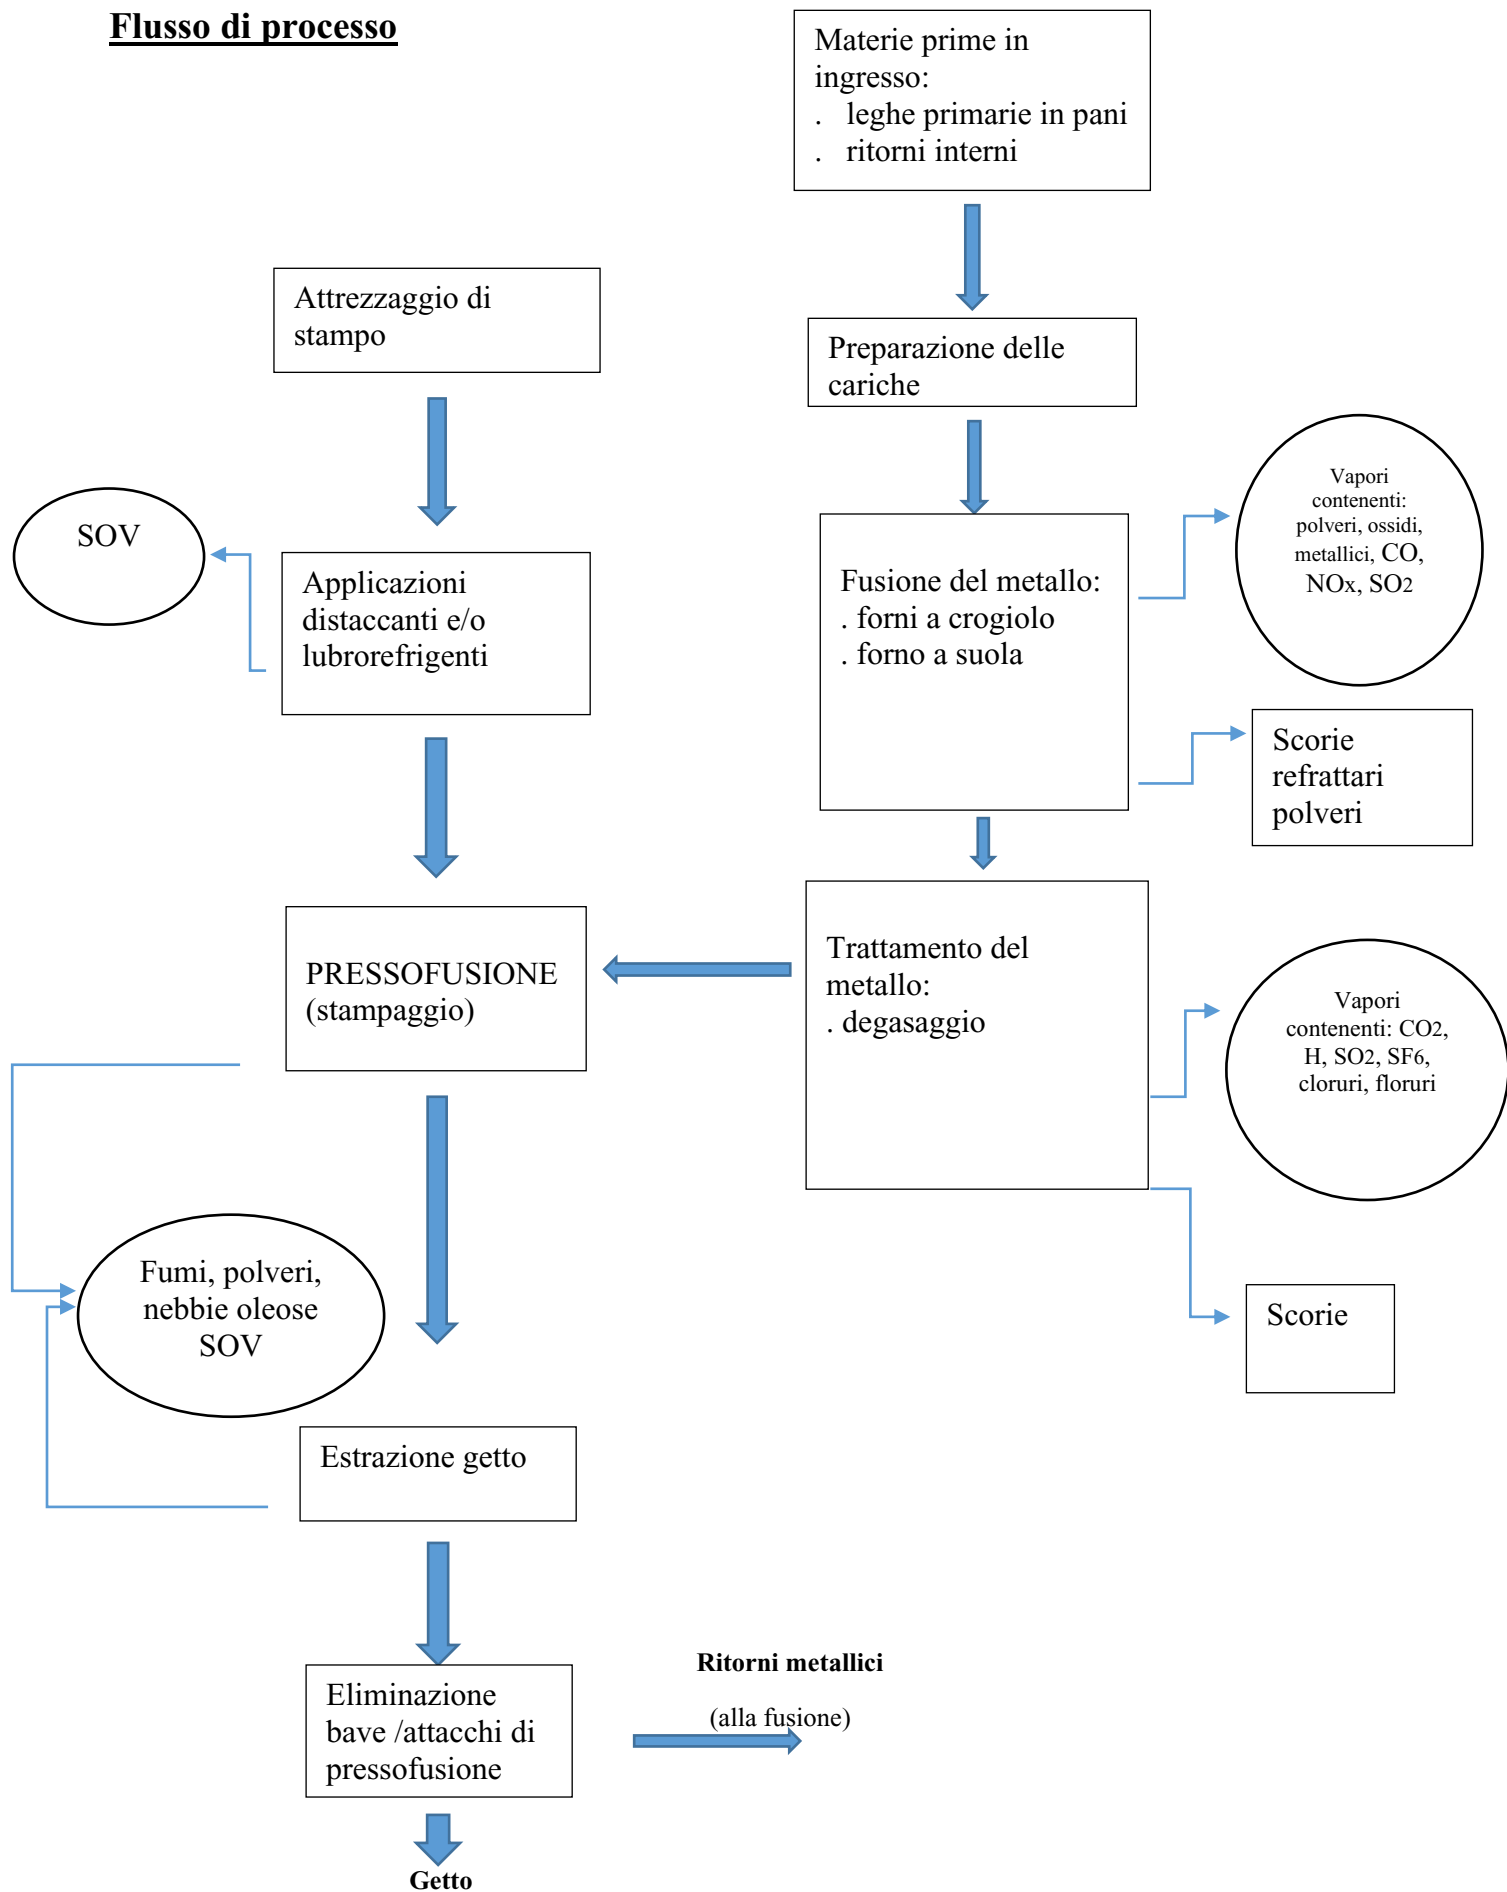 Flusso di processo
Materie prime in
ingresso:
. leghe primarie in pani
. ritorni interni
Attrezzaggio di
stampo
Preparazione delle
cariche
Vapori
contenenti:
polveri, ossidi,
metallici, CO,
NOx, SO2
SOV
Applicazioni
distaccanti e/o
lubrorefrigenti
Fusione del metallo:
. forni a crogiolo
. forno a suola
Scorie
refrattari
polveri
PRESSOFUSIONE
(stampaggio)
Trattamento del
metallo:
. degasaggio
Vapori
contenenti: CO2,
H, SO2, SF6,
cloruri, floruri
Fumi, polveri,
nebbie oleose
SOV
Scorie
Estrazione getto
Eliminazione
bave /attacchi di
pressofusione
Ritorni metallici
(alla fusione)
Getto